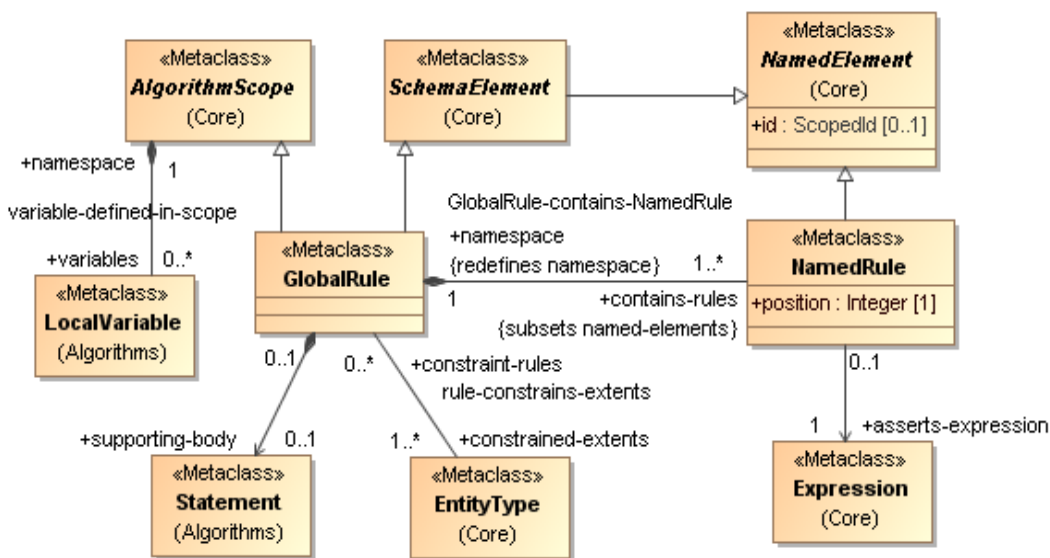 «Metaclass»
AlgorithmScope
(Core)
«Metaclass»
SchemaElement
(Core)
«Metaclass»
NamedElement
(Core)
+id : ScopedId [0..1]
+namespace
1
variable-defined-in-scope
+variables
0..*
«Metaclass»
LocalVariable
(Algorithms)
«Metaclass»
GlobalRule
GlobalRule-contains-NamedRule
+namespace
{redefines namespace}
1
1..*
+contains-rules
{subsets named-elements}
«Metaclass»
NamedRule
+position : Integer [1]
0..1
+supporting-body
0..1
0..*
+constraint-rules
rule-constrains-extents
1..*
+constrained-extents
0..1
1
+asserts-expression
«Metaclass»
Statement
(Algorithms)
«Metaclass»
EntityType
(Core)
«Metaclass»
Expression
(Core)